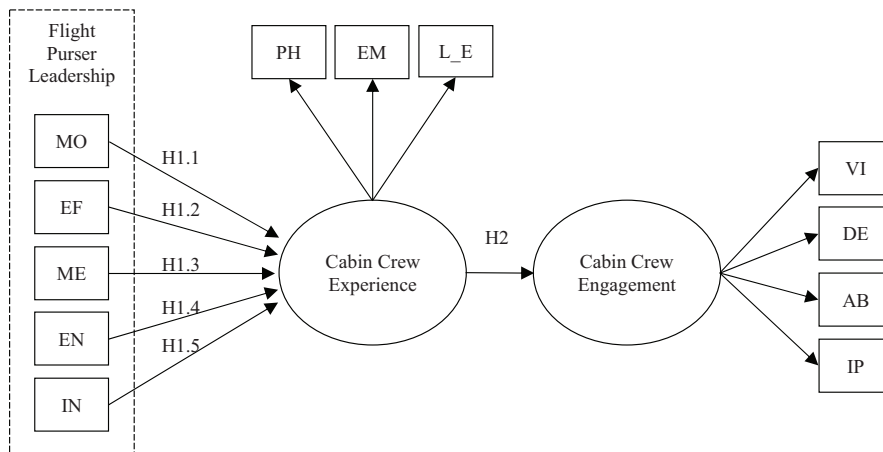 Flight
Purser
Leadership
MO
EF
ME
EN
IN
H1.1
H1.2
H1.3
H1.4
H1.5
PH
EM
L_E
Cabin Crew
Experience
H2
Cabin Crew
Engagement
VI
DE
AB
IP